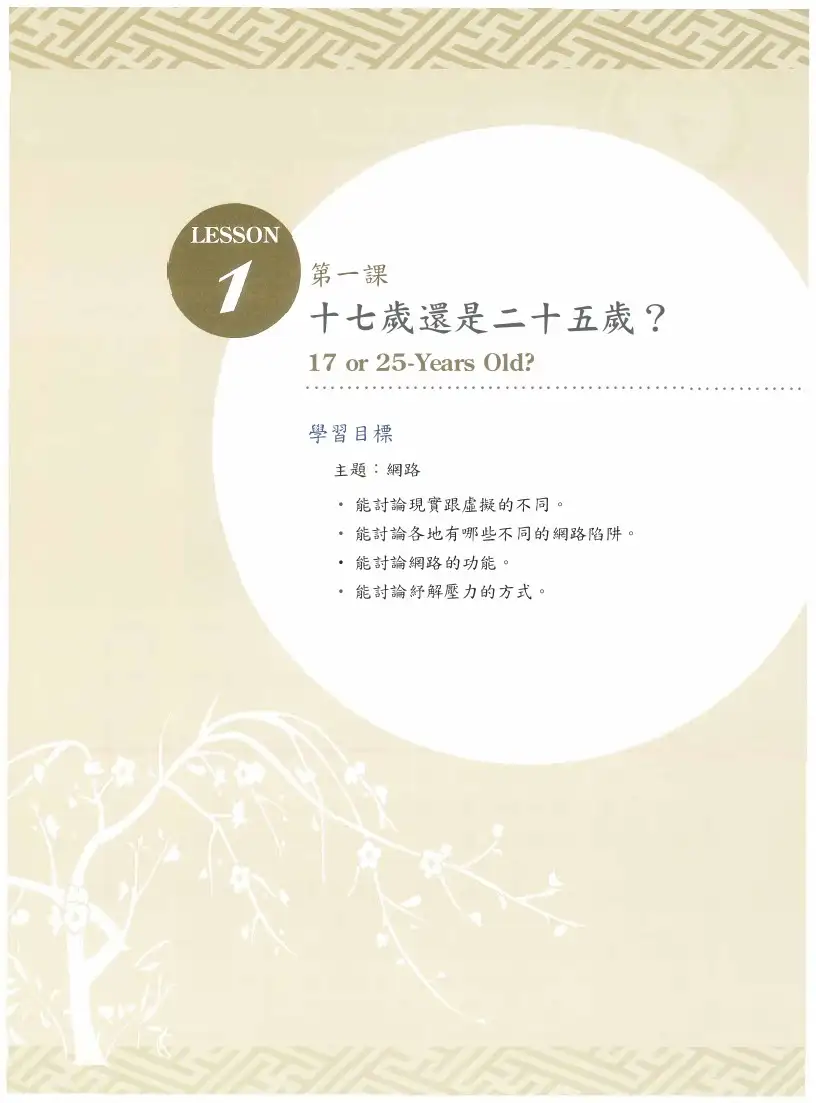 LESSON
1
第一課
十七歲還是二十五歲？
17 or 25-Years Old?
學習目標
主題：網路
· 能討論現實跟虛擬的不同。
· 能討論各地有哪些不同的網路陷阱。
· 能討論網路的功能。
· 能討論紓解壓力的方式。